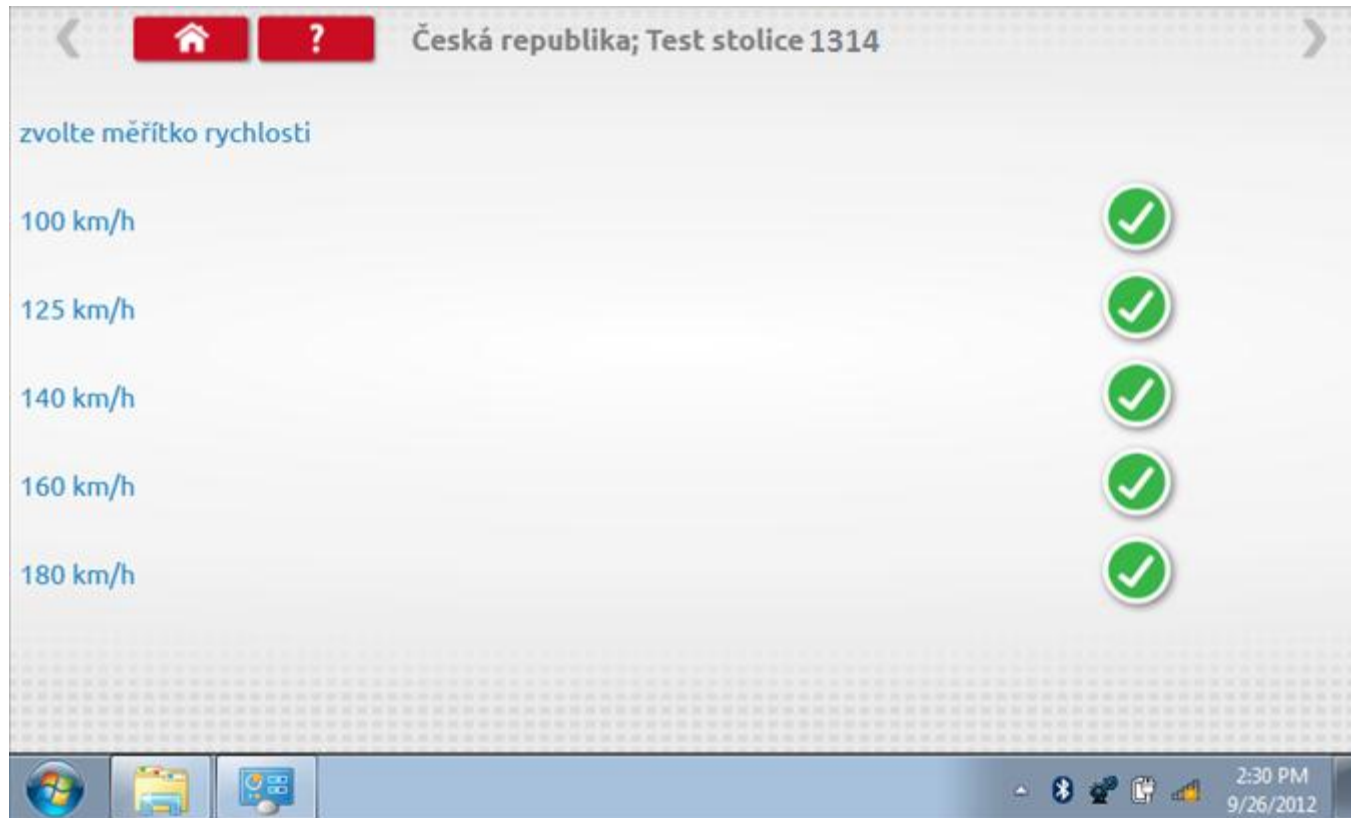 ? Česká republika; Test stolice 1314
zvolte měřítko rychlosti
100 km/h
125 km/h
140 km/h
160 km/h
180 km/h
2:30 PM
9/26/2012